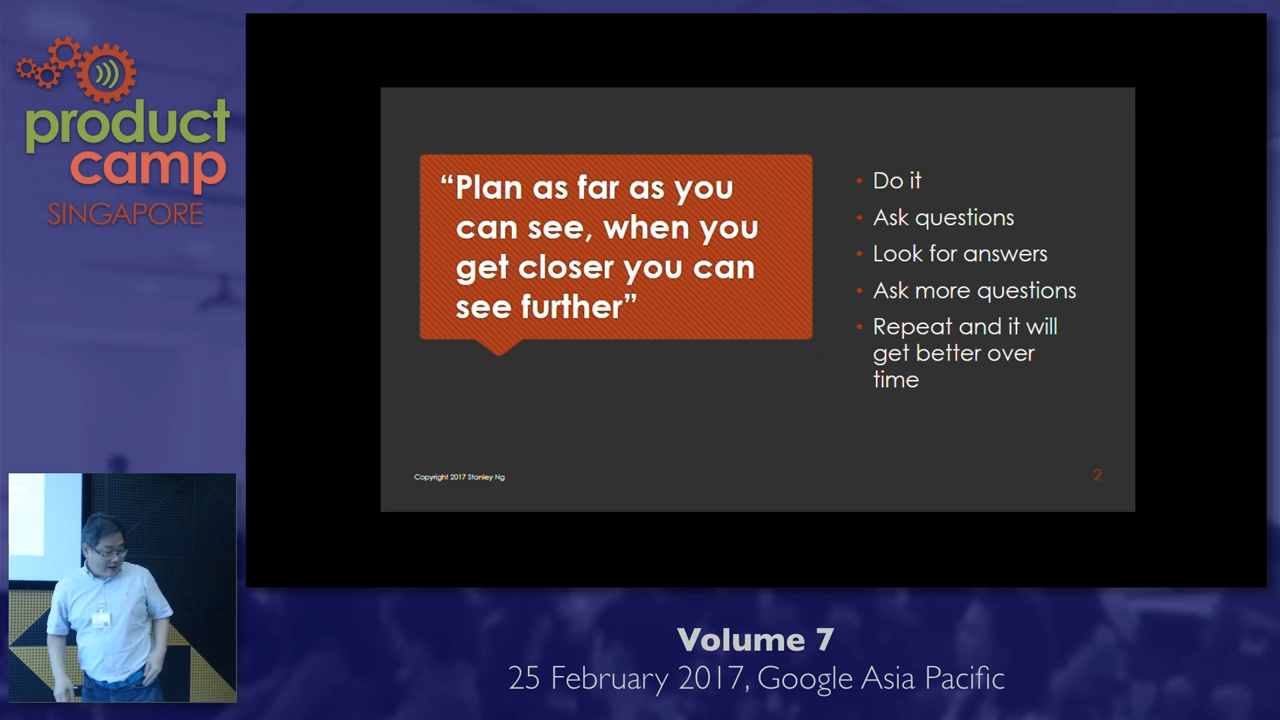 product
camp
SINGAPORE
“Plan as far as you
can see, when you
get closer you can
see further”
• Do it
• Ask questions
• Look for answers
• Ask more questions
• Repeat and it will
get better over
time
Copyright 2017 Stanley Ng
2
Volume 7
25 February 2017, Google Asia Pacific